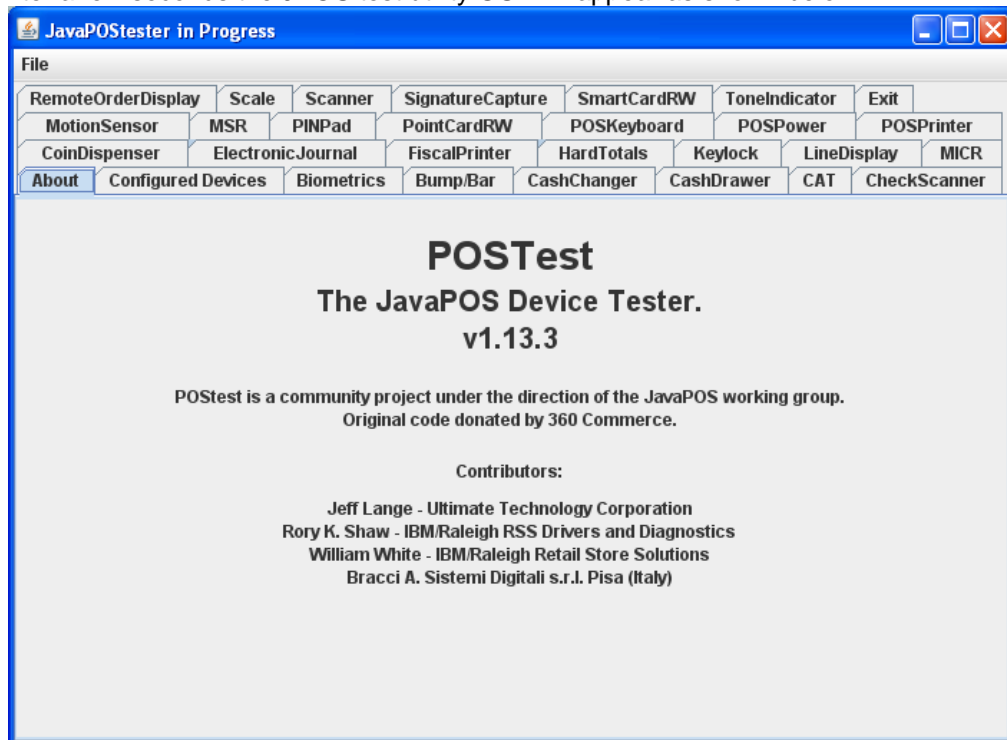 JavaPOStester in Progress
File
RemoteOrderDisplay Scale Scanner SignatureCapture SmartCardRW ToneIndicator Exit
MotionSensor MSR PINPad PointCardRW POSKeyboard POSPower POSPrinter
CoinDispenser ElectronicJournal FiscalPrinter HardTotals Keylock LineDisplay MICR
About Configured Devices Biometrics Bump/Bar CashChanger CashDrawer CAT CheckScanner
POSTest
The JavaPOS Device Tester.
v1.13.3
POStest is a community project under the direction of the JavaPOS working group.
Original code donated by 360 Commerce.
Contributors:
Jeff Lange - Ultimate Technology Corporation
Rory K. Shaw - IBM/Raleigh RSS Drivers and Diagnostics
William White - IBM/Raleigh Retail Store Solutions
Bracci A. Sistemi Digitali s.r.l. Pisa (Italy)